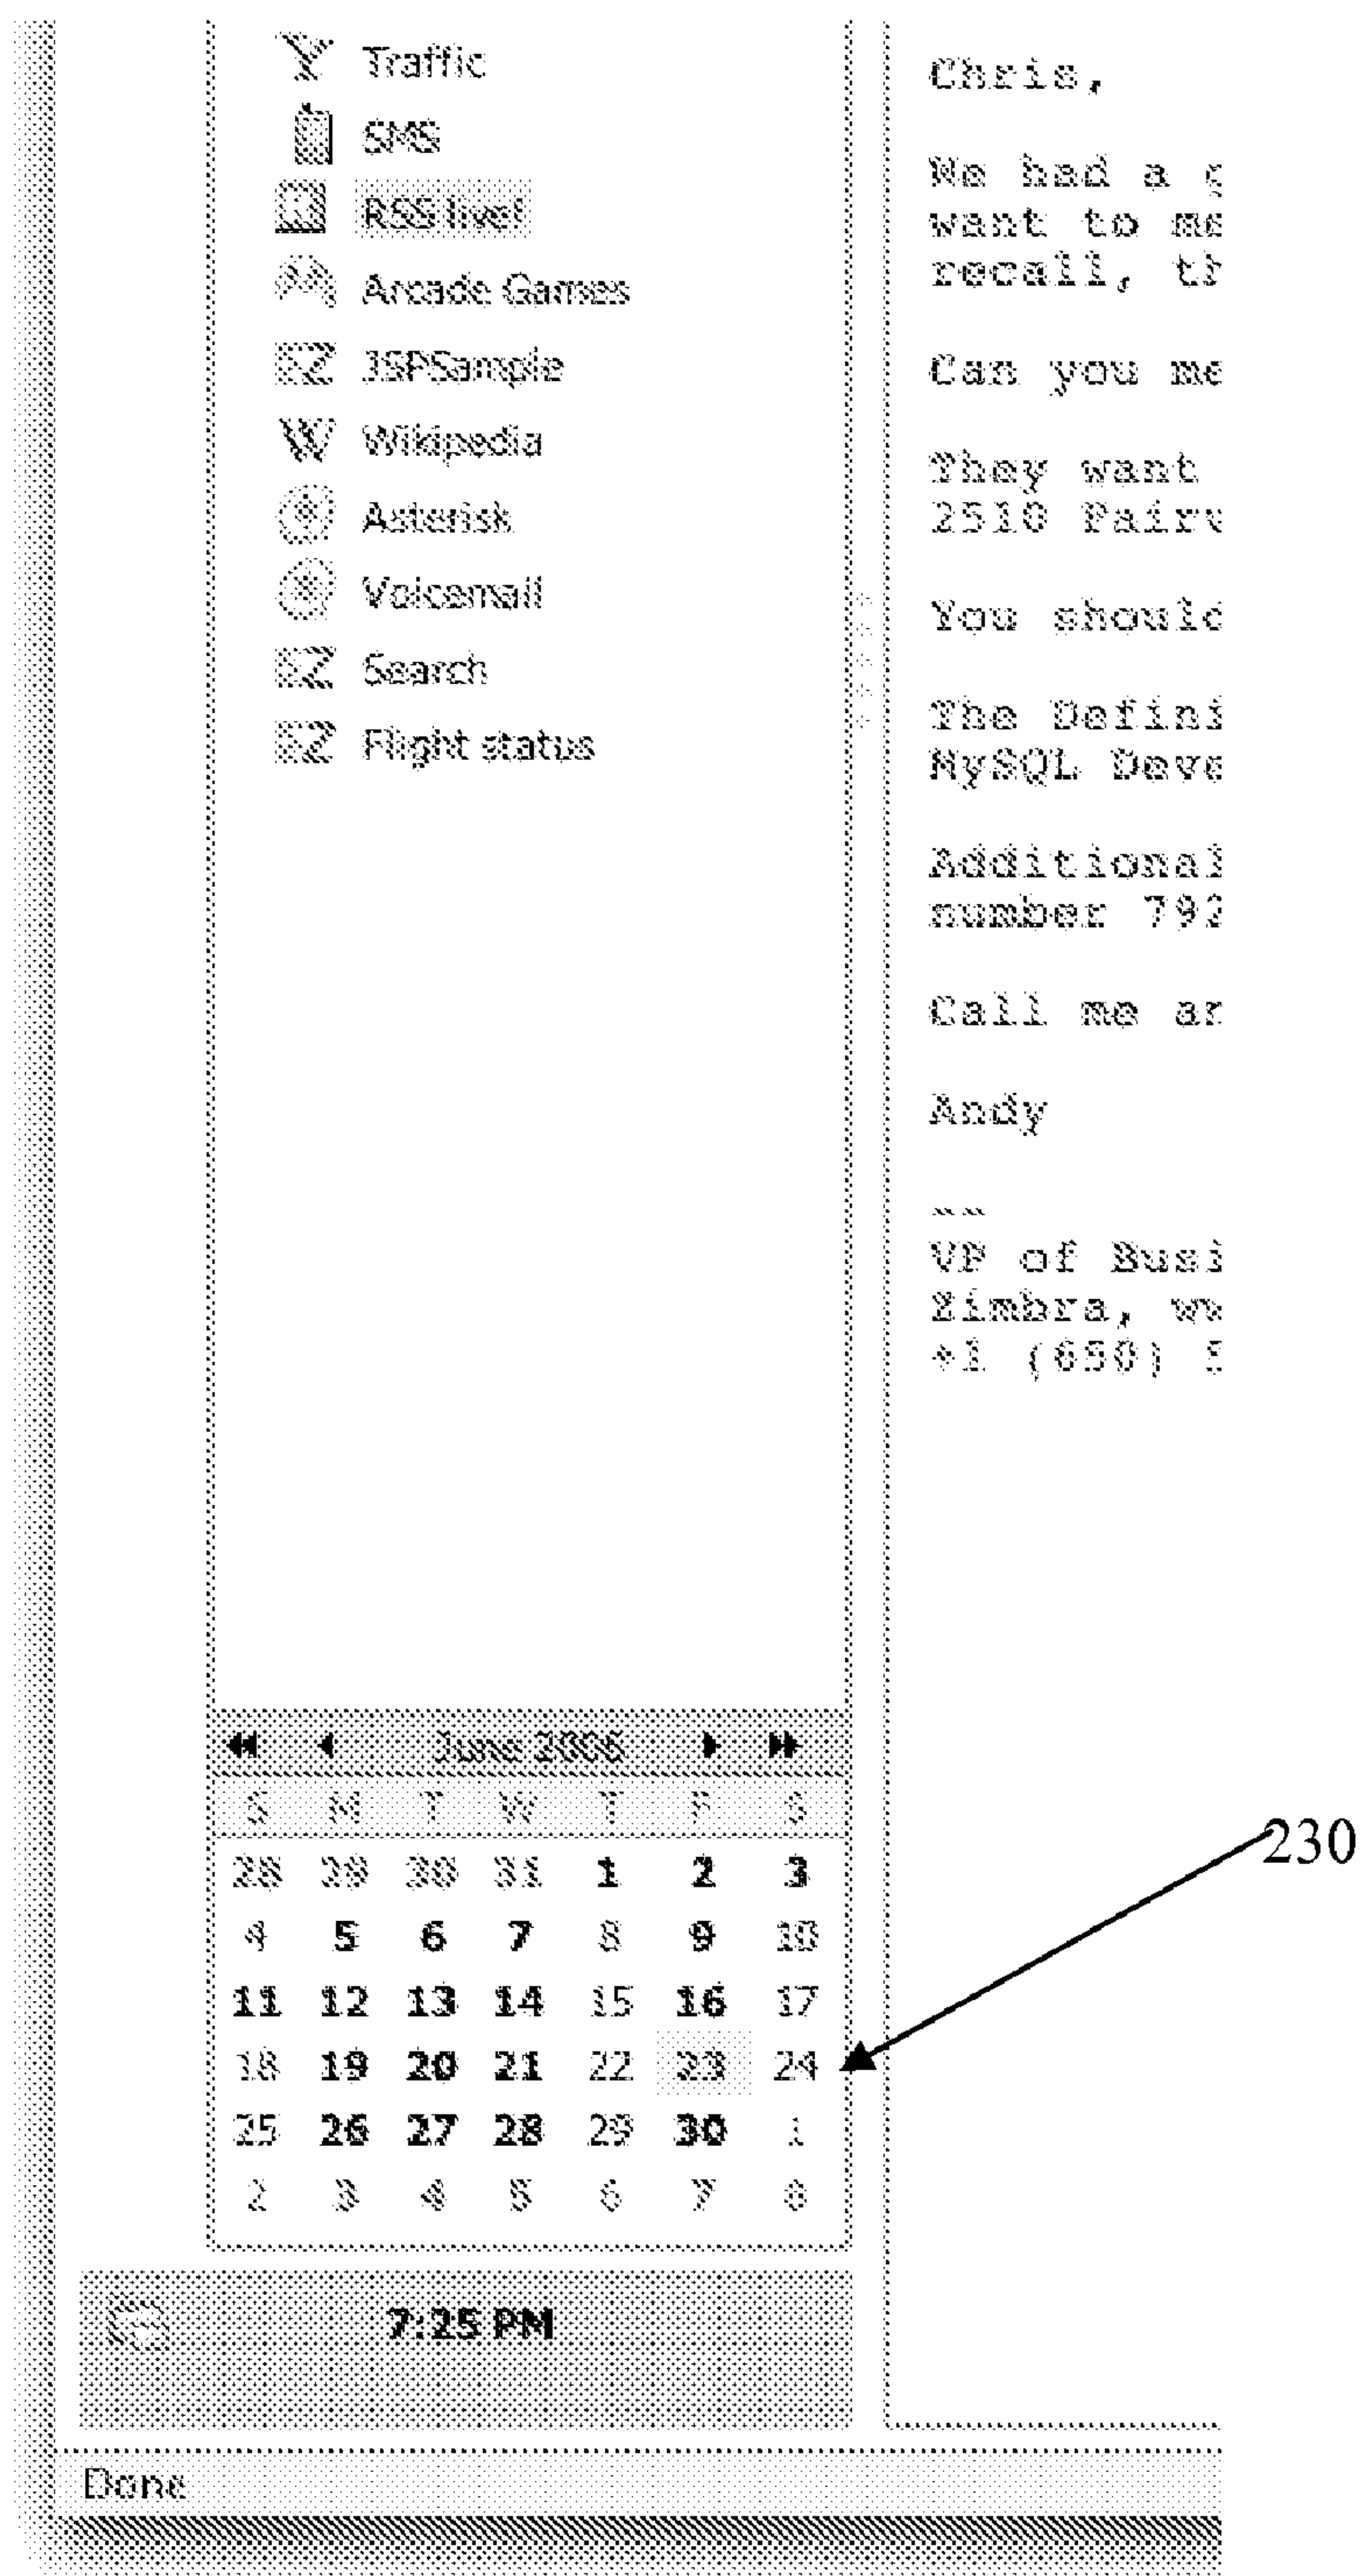 Traffic
SMS
RSS live!
Arcade Games
JSPSample
Wikipedia
Asterisk
Voicemail
Search
Flight status
June 2006
S M T W T F S
28 29 30 31 1 2 3
4 5 6 7 8 9 10
11 12 13 14 15 16 17
18 19 20 21 22 23 24
25 26 27 28 29 30 1
2 3 4 5 6 7 8
7:25 PM
Done
Chris,
We had a g
want to me
recall, th
Can you me
They want
2510 Fairv
You should
The Defini
MySQL Deve
Additional
number 792
Call me an
Andy
--
VP of Busi
Zimbra, ww
+1 (650) 5
230